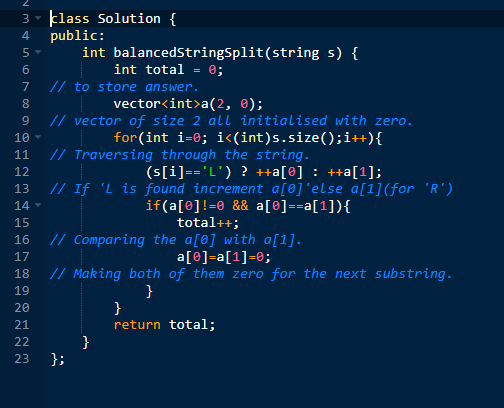 2
3 class Solution {
4 public:
5     int balancedStringSplit(string s) {
6         int total = 0;
7 // to store answer.
8         vector<int>a(2, 0);
9 // vector of size 2 all initialised with zero.
10         for(int i=0; i<(int)s.size();i++){
11 // Traversing through the string.
12             (s[i]=='L') ? ++a[0] : ++a[1];
13 // If 'L is found increment a[0]'else a[1](for 'R')
14             if(a[0]!=0 && a[0]==a[1]){
15                 total++;
16 // Comparing the a[0] with a[1].
17                 a[0]=a[1]=0;
18 // Making both of them zero for the next substring.
19             }
20         }
21         return total;
22     }
23 };